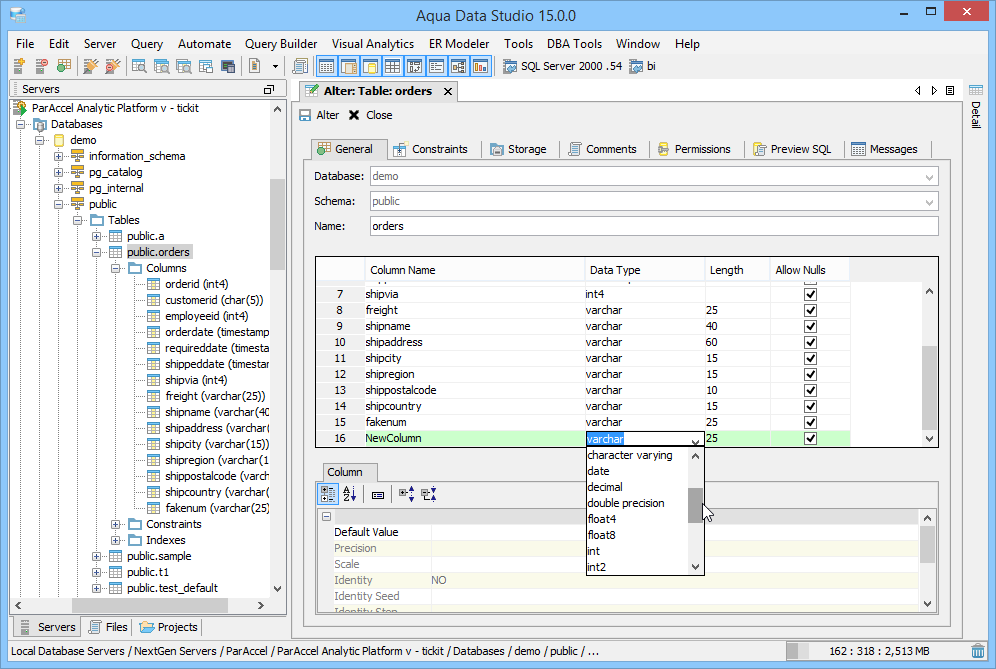 Aqua Data Studio 15.0.0
File Edit Server Query Automate Query Builder Visual Analytics ER Modeler Tools DBA Tools Window Help
SQL Server 2000 .54 bi
Servers
ParAccel Analytic Platform v - tickit
Databases
demo
information_schema
pg_catalog
pg_internal
public
Tables
public.a
public.orders
Columns
orderid (int4)
customerid (char(5))
employeeid (int4)
orderdate (timestamp
requireddate (timesta
shippeddate (timestar
shipvia (int4)
freight (varchar(25))
shipname (varchar(40
shipaddress (varchar(
shipcity (varchar(15))
shipregion (varchar(1
shippostalcode (varch
shipcountry (varchar(
fakenum (varchar(25)
Constraints
Indexes
public.sample
public.t1
public.test_default
Servers Files Projects
Alter: Table: orders
Detail
Alter Close
General Constraints Storage Comments Permissions Preview SQL Messages
Database: demo
Schema: public
Name: orders
Column Name Data Type Length Allow Nulls
7 shipvia int4
8 freight varchar 25
9 shipname varchar 40
10 shipaddress varchar 60
11 shipcity varchar 15
12 shipregion varchar 15
13 shippostalcode varchar 10
14 shipcountry varchar 15
15 fakenum varchar 25
16 NewColumn varchar 25
character varying
date
decimal
double precision
float4
float8
int
int2
Column
Default Value
Precision
Scale
Identity NO
Identity Seed
Identity Step
Local Database Servers / NextGen Servers / ParAccel / ParAccel Analytic Platform v - tickit / Databases / demo / public / ...
162 : 318 : 2,513 MB